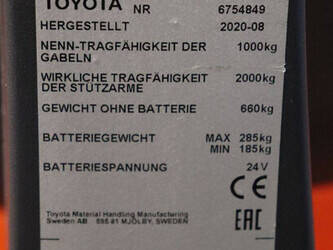 TOYOTA NR 6754849
HERGESTELLT 2020-08
NENN-TRAGFÄHIGKEIT DER 1000kg
GABELN
WIRKLICHE TRAGFÄHIGKEIT 2000kg
DER STÜTZARME
GEWICHT OHNE BATTERIE 660kg
BATTERIEGEWICHT MAX 285kg
MIN 185kg
BATTERIESPANNUNG 24V
Toyota Material Handling Manufacturing
Sweden AB 595 81 MJÖLBY, SWEDEN
CE EAC